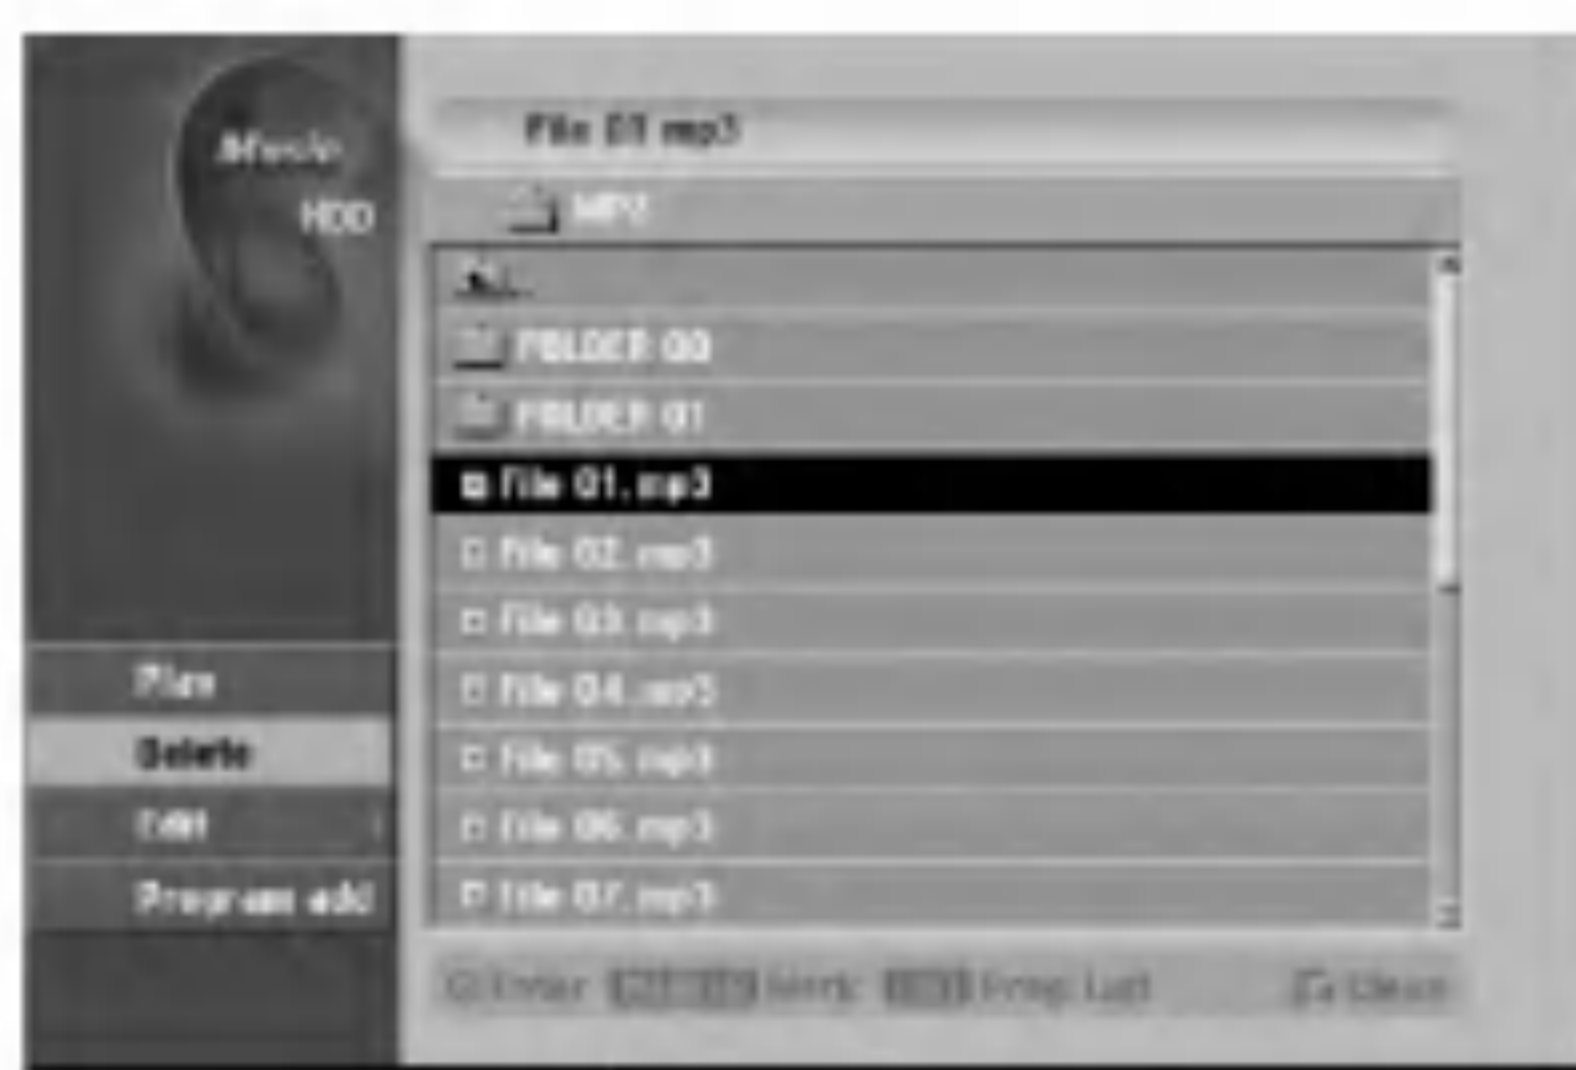 Music
HDD
Play
Delete
Edit
Program add
File 01.mp3
MP3
..
FOLDER 00
FOLDER 01
File 01.mp3
File 02.mp3
File 03.mp3
File 04.mp3
File 05.mp3
File 06.mp3
File 07.mp3
Enter Prog. List Close